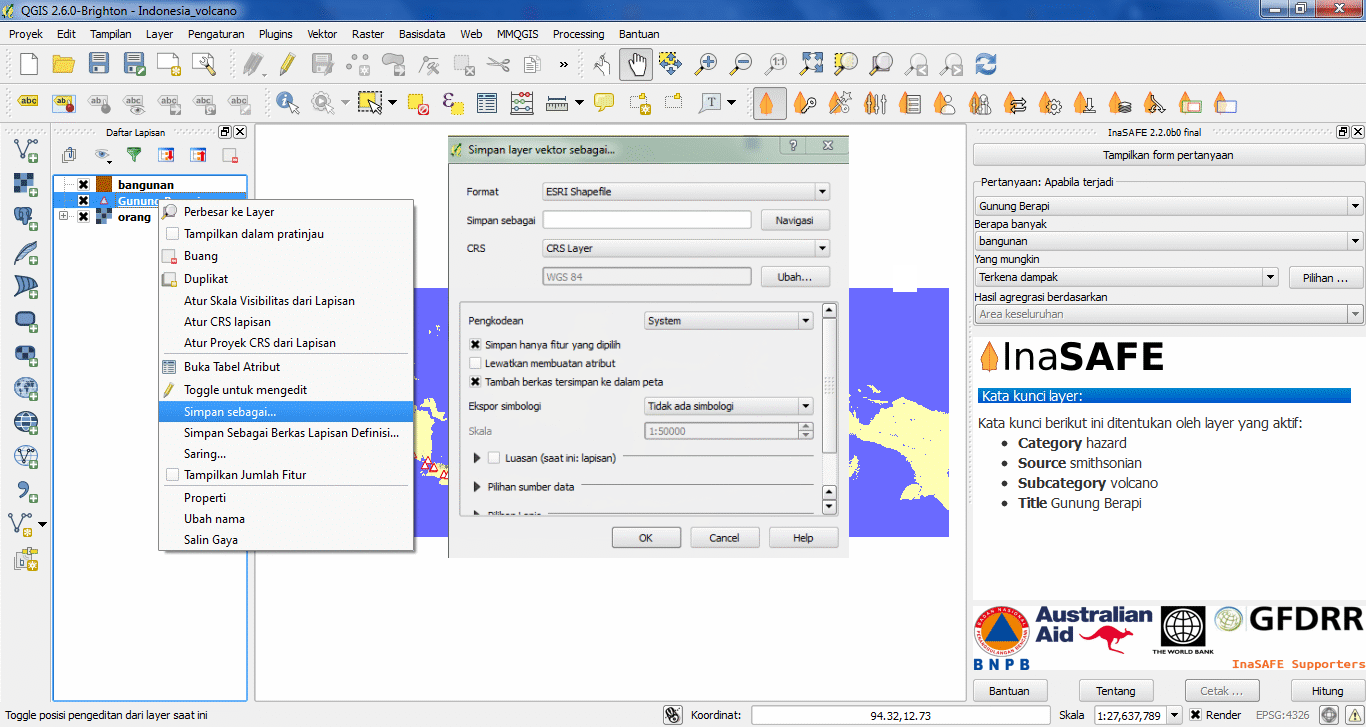 QGIS 2.6.0-Brighton - Indonesia_volcano
Proyek Edit Tampilan Layer Pengaturan Plugins Vektor Raster Basisdata Web MMQGIS Processing Bantuan
»
1:1
abc ab abc abc abc abc
T
Daftar Lapisan
bangunan
Gunung
orang
Perbesar ke Layer
Tampilkan dalam pratinjau
Buang
Duplikat
Atur Skala Visibilitas dari Lapisan
Atur CRS lapisan
Atur Proyek CRS dari Lapisan
Buka Tabel Atribut
Toggle untuk mengedit
Simpan sebagai...
Simpan Sebagai Berkas Lapisan Definisi...
Saring...
Tampilkan Jumlah Fitur
Properti
Ubah nama
Salin Gaya
Simpan layer vektor sebagai...
Format ESRI Shapefile
Simpan sebagai Navigasi
CRS CRS Layer
WGS 84 Ubah...
Pengkodean System
Simpan hanya fitur yang dipilih
Lewatkan membuatan atribut
Tambah berkas tersimpan ke dalam peta
Ekspor simbologi Tidak ada simbologi
Skala 1:50000
Luasan (saat ini: lapisan)
Pilihan sumber data
OK Cancel Help
InaSAFE 2.2.0b0 final
Tampilkan form pertanyaan
Pertanyaan: Apabila terjadi
Gunung Berapi
Berapa banyak
bangunan
Yang mungkin
Terkena dampak Pilihan ...
Hasil agregrasi berdasarkan
Area keseluruhan
InaSAFE
Kata kunci layer:
Kata kunci berikut ini ditentukan oleh layer yang aktif:
Category hazard
Source smithsonian
Subcategory volcano
Title Gunung Berapi
BNPB
Australian Aid
THE WORLD BANK
GFDRR
InaSAFE Supporters
Bantuan Tentang Cetak ... Hitung
Toggle posisi pengeditan dari layer saat ini Koordinat: 94.32,12.73 Skala 1:27,637,789 Render EPSG:4326